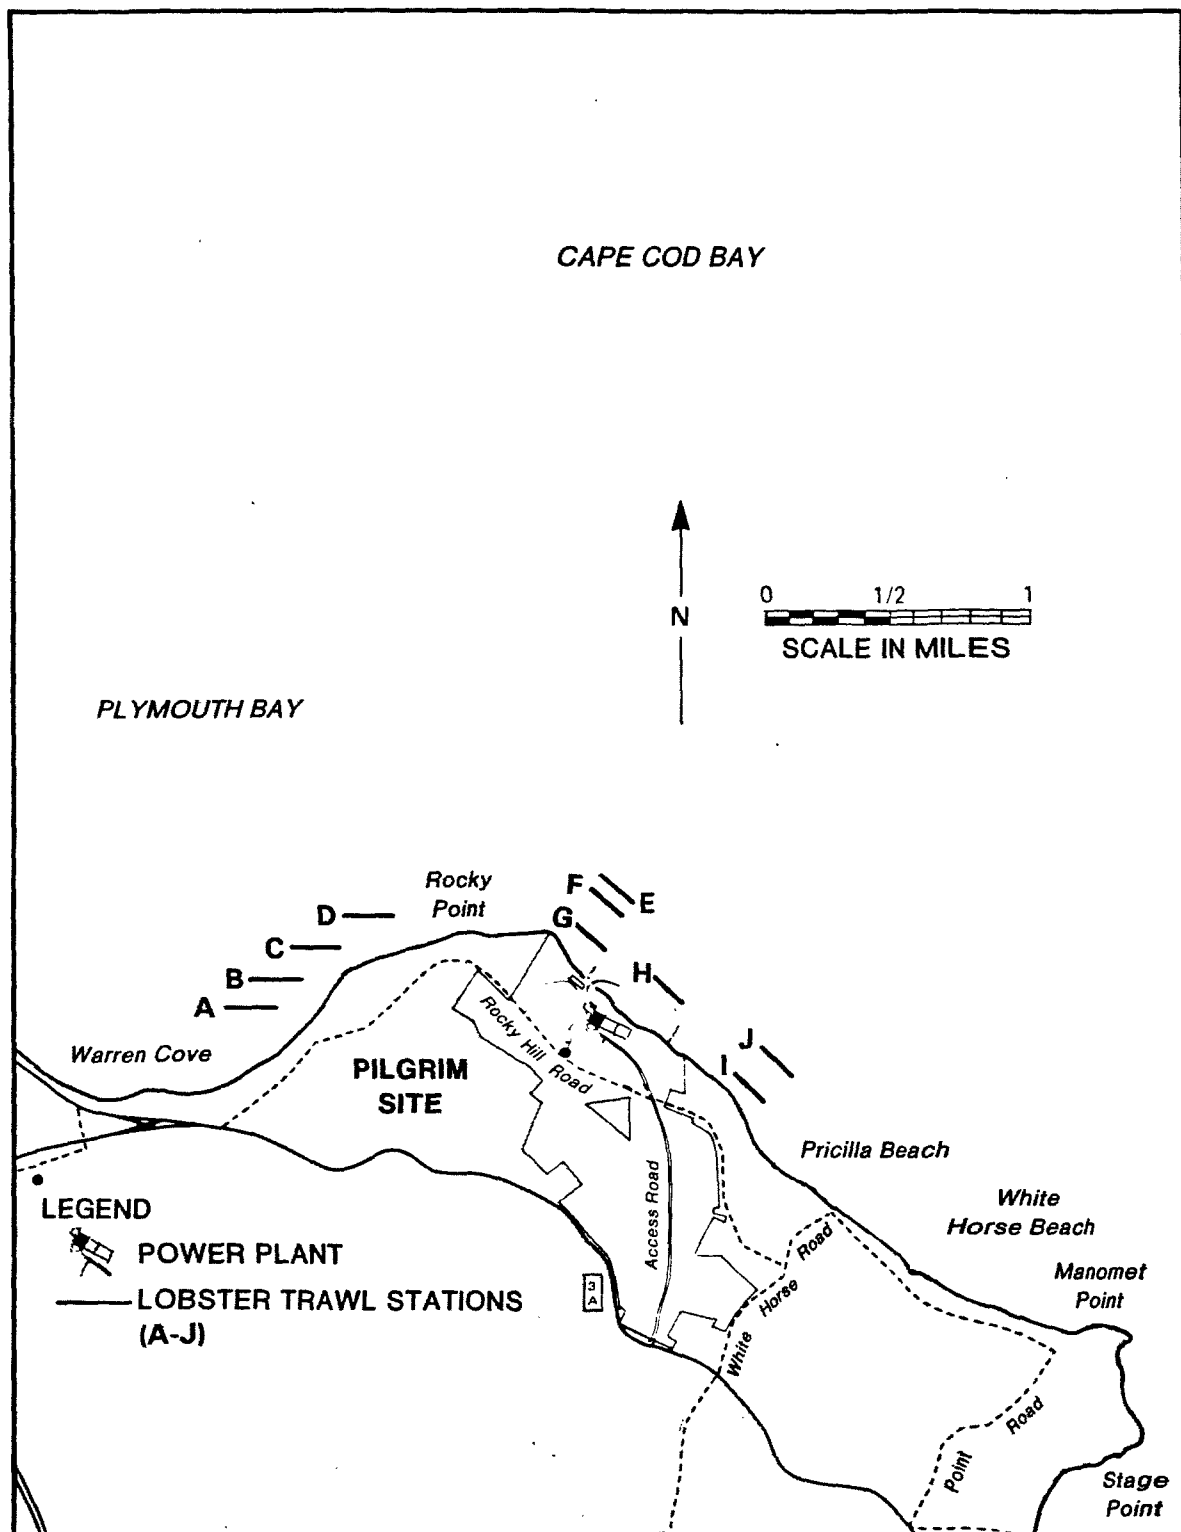 CAPE COD BAY
N
0 1/2 1
SCALE IN MILES
PLYMOUTH BAY
Rocky
Point
F
E
D
G
C
H
B
A
J
I
Warren Cove
Rocky Hill Road
PILGRIM
SITE
Pricilla Beach
Access Road
White
Horse Beach
White Horse Road
Manomet
Point
3
A
Point Road
Stage
Point
LEGEND
POWER PLANT
LOBSTER TRAWL STATIONS
(A-J)